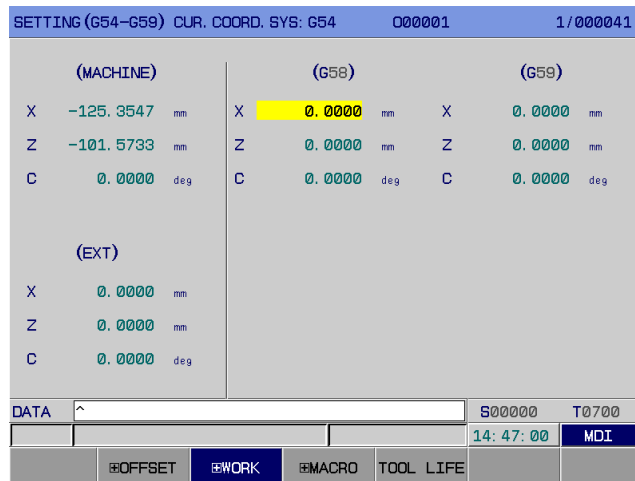 SETTING(G54-G59) CUR. COORD. SYS: G54 O00001 1/000041
(MACHINE) (G58) (G59)
X -125.3547 mm X 0.0000 mm X 0.0000 mm
Z -101.5733 mm Z 0.0000 mm Z 0.0000 mm
C 0.0000 deg C 0.0000 deg C 0.0000 deg
(EXT)
X 0.0000 mm
Z 0.0000 mm
C 0.0000 deg
DATA ^ S00000 T0700
14:47:00 MDI
⊞OFFSET ⊞WORK ⊞MACRO TOOL LIFE